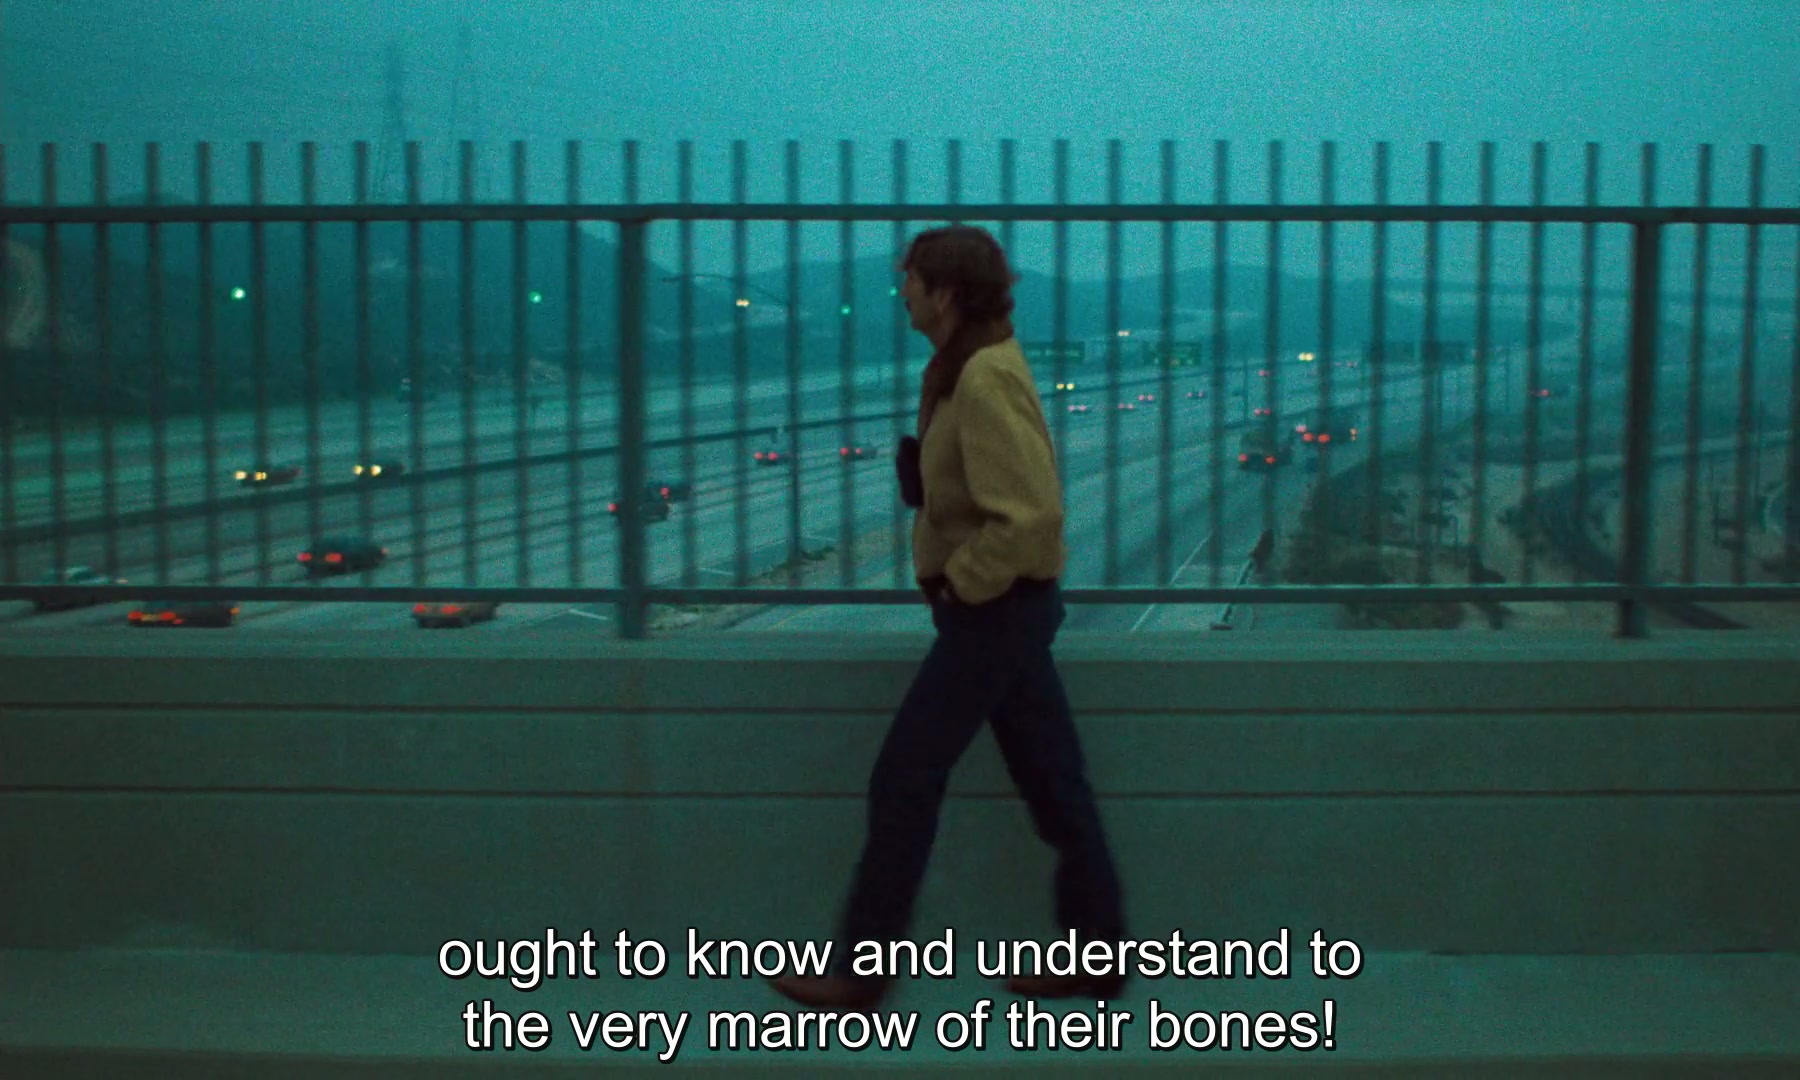 ought to know and understand to
the very marrow of their bones!